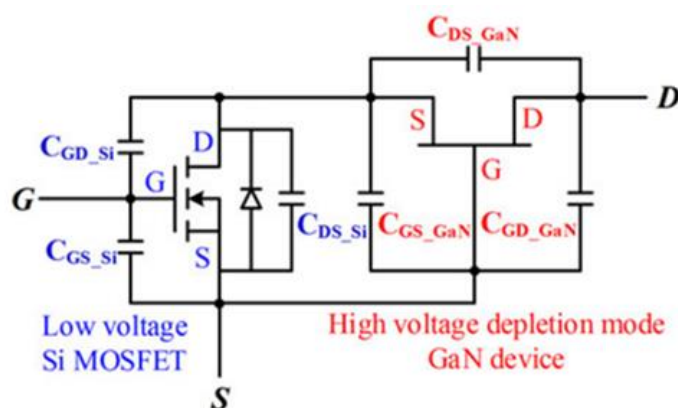 C_DS_GaN
S
D
D
D
G
C_GD_Si
G
G
C_GS_Si
S
C_DS_Si
C_GS_GaN
C_GD_GaN
Low voltage
Si MOSFET
High voltage depletion mode
GaN device
S